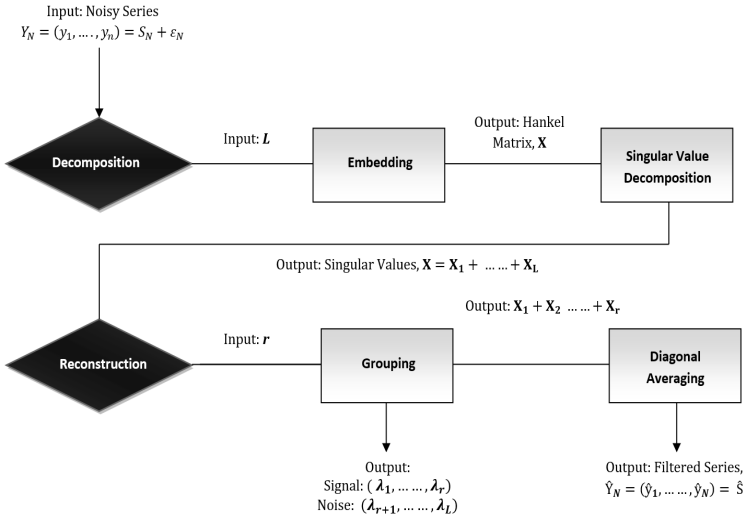 Input: Noisy Series
Y_N = (y_1, …., y_n) = S_N + ε_N
Decomposition
Input: L
Embedding
Output: Hankel
Matrix, X
Singular Value
Decomposition
Output: Singular Values, X = X_1 + …… + X_L
Reconstruction
Input: r
Grouping
Output: X_1 + X_2 …… + X_r
Diagonal
Averaging
Output:
Signal: ( λ_1, ……, λ_r)
Noise: (λ_{r+1}, ……, λ_L)
Output: Filtered Series,
Ŷ_N = (ŷ_1, ……, ŷ_N) = Ŝ